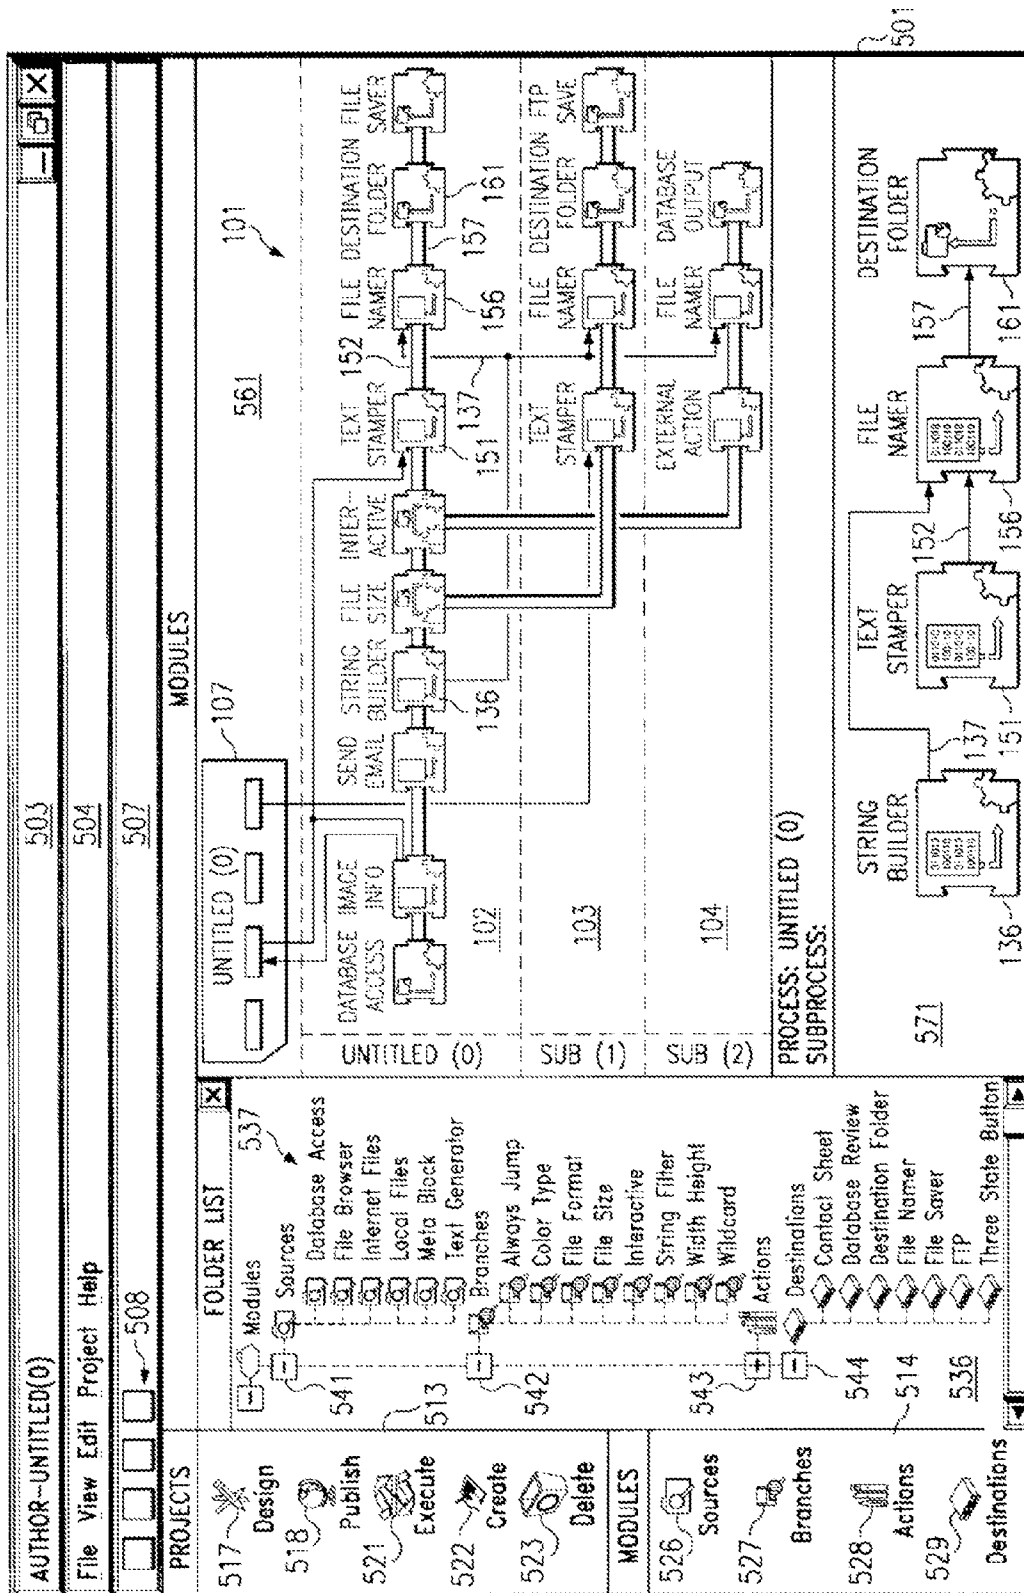 501
AUTHOR-UNTITLED(0)
503
File View Edit Project Help
504
508
507
PROJECTS
517
Design
518
Publish
521
Execute
522
Create
523
Delete
513
MODULES
526
Sources
527
Branches
528
Actions
529
Destinations
514
FOLDER LIST
537
Modules
Sources
541
Database Access
File Browser
Internet Files
Local Files
Meta Block
Text Generator
Branches
542
Always Jump
Color Type
File Format
File Size
Interactive
String Filter
Width Height
Wildcard
543
Actions
Destinations
544
Contact Sheet
Database Review
Destination Folder
File Namer
File Saver
FTP
Three State Button
536
MODULES
107
UNTITLED (0)
561
101
DATABASE ACCESS
IMAGE INFO
SEND EMAIL
STRING BUILDER
FILE SIZE
INTER-ACTIVE
TEXT STAMPER
FILE NAMER
DESTINATION FOLDER
FILE SAVER
152
157
136
151
156
161
102
137
UNTITLED (0)
TEXT STAMPER
FILE NAMER
DESTINATION FOLDER
FTP SAVE
103
SUB (1)
EXTERNAL ACTION
FILE NAMER
DATABASE OUTPUT
104
SUB (2)
PROCESS: UNTITLED (0)
SUBPROCESS:
571
STRING BUILDER
TEXT STAMPER
FILE NAMER
DESTINATION FOLDER
137
152
157
136
151
156
161